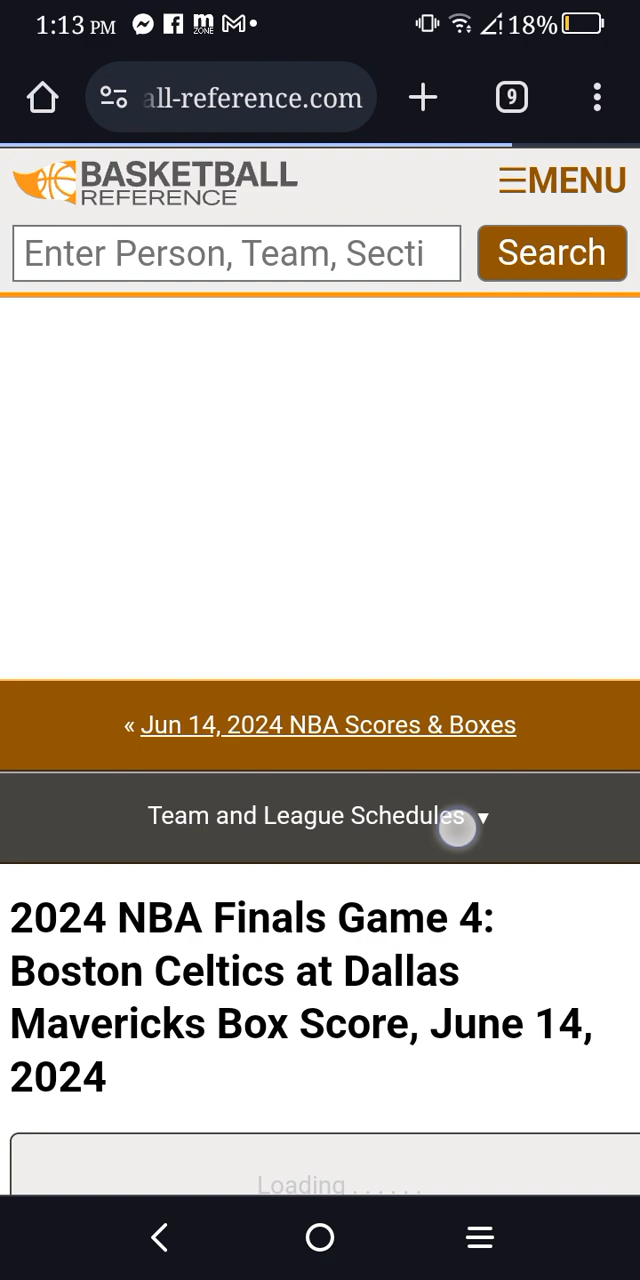 1:13 PM m ZONE 18%
all-reference.com 9
BASKETBALL
REFERENCE
MENU
Enter Person, Team, Secti Search
« Jun 14, 2024 NBA Scores & Boxes
Team and League Schedules ▼
2024 NBA Finals Game 4:
Boston Celtics at Dallas
Mavericks Box Score, June 14,
2024
Loading . . . . . .